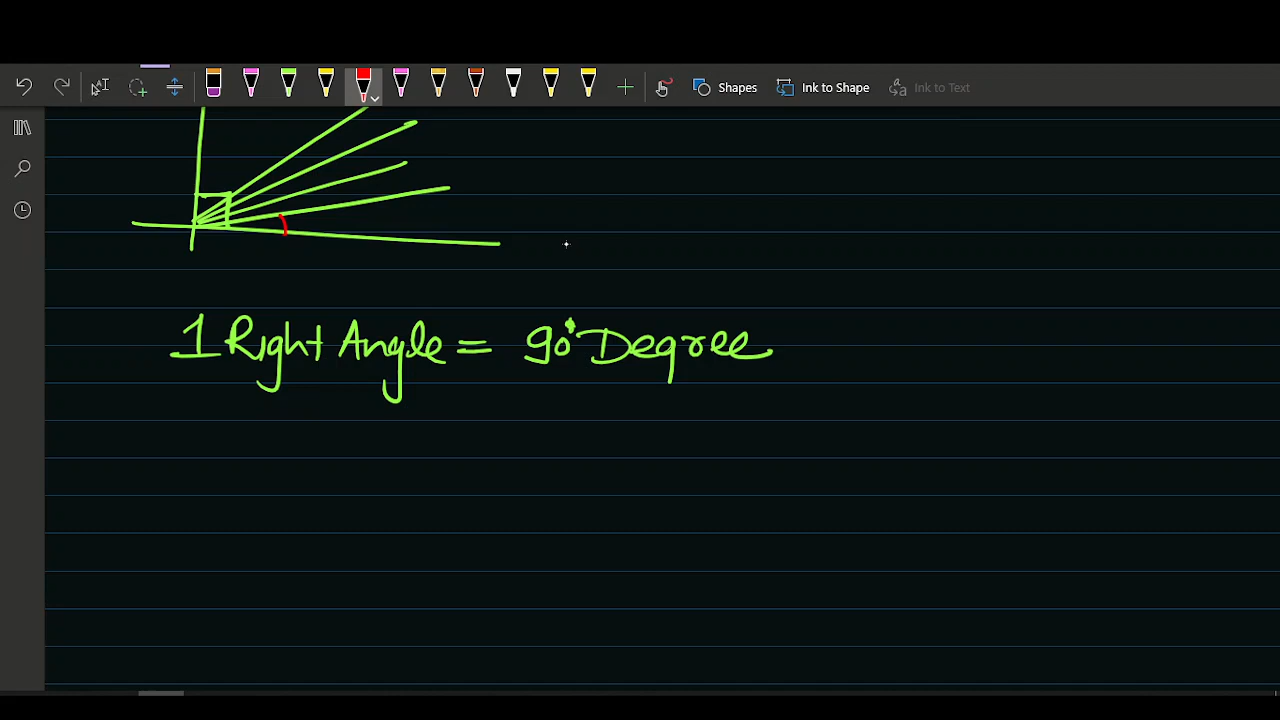 Shapes Ink to Shape Ink to Text
1 Right Angle = 90° Degree